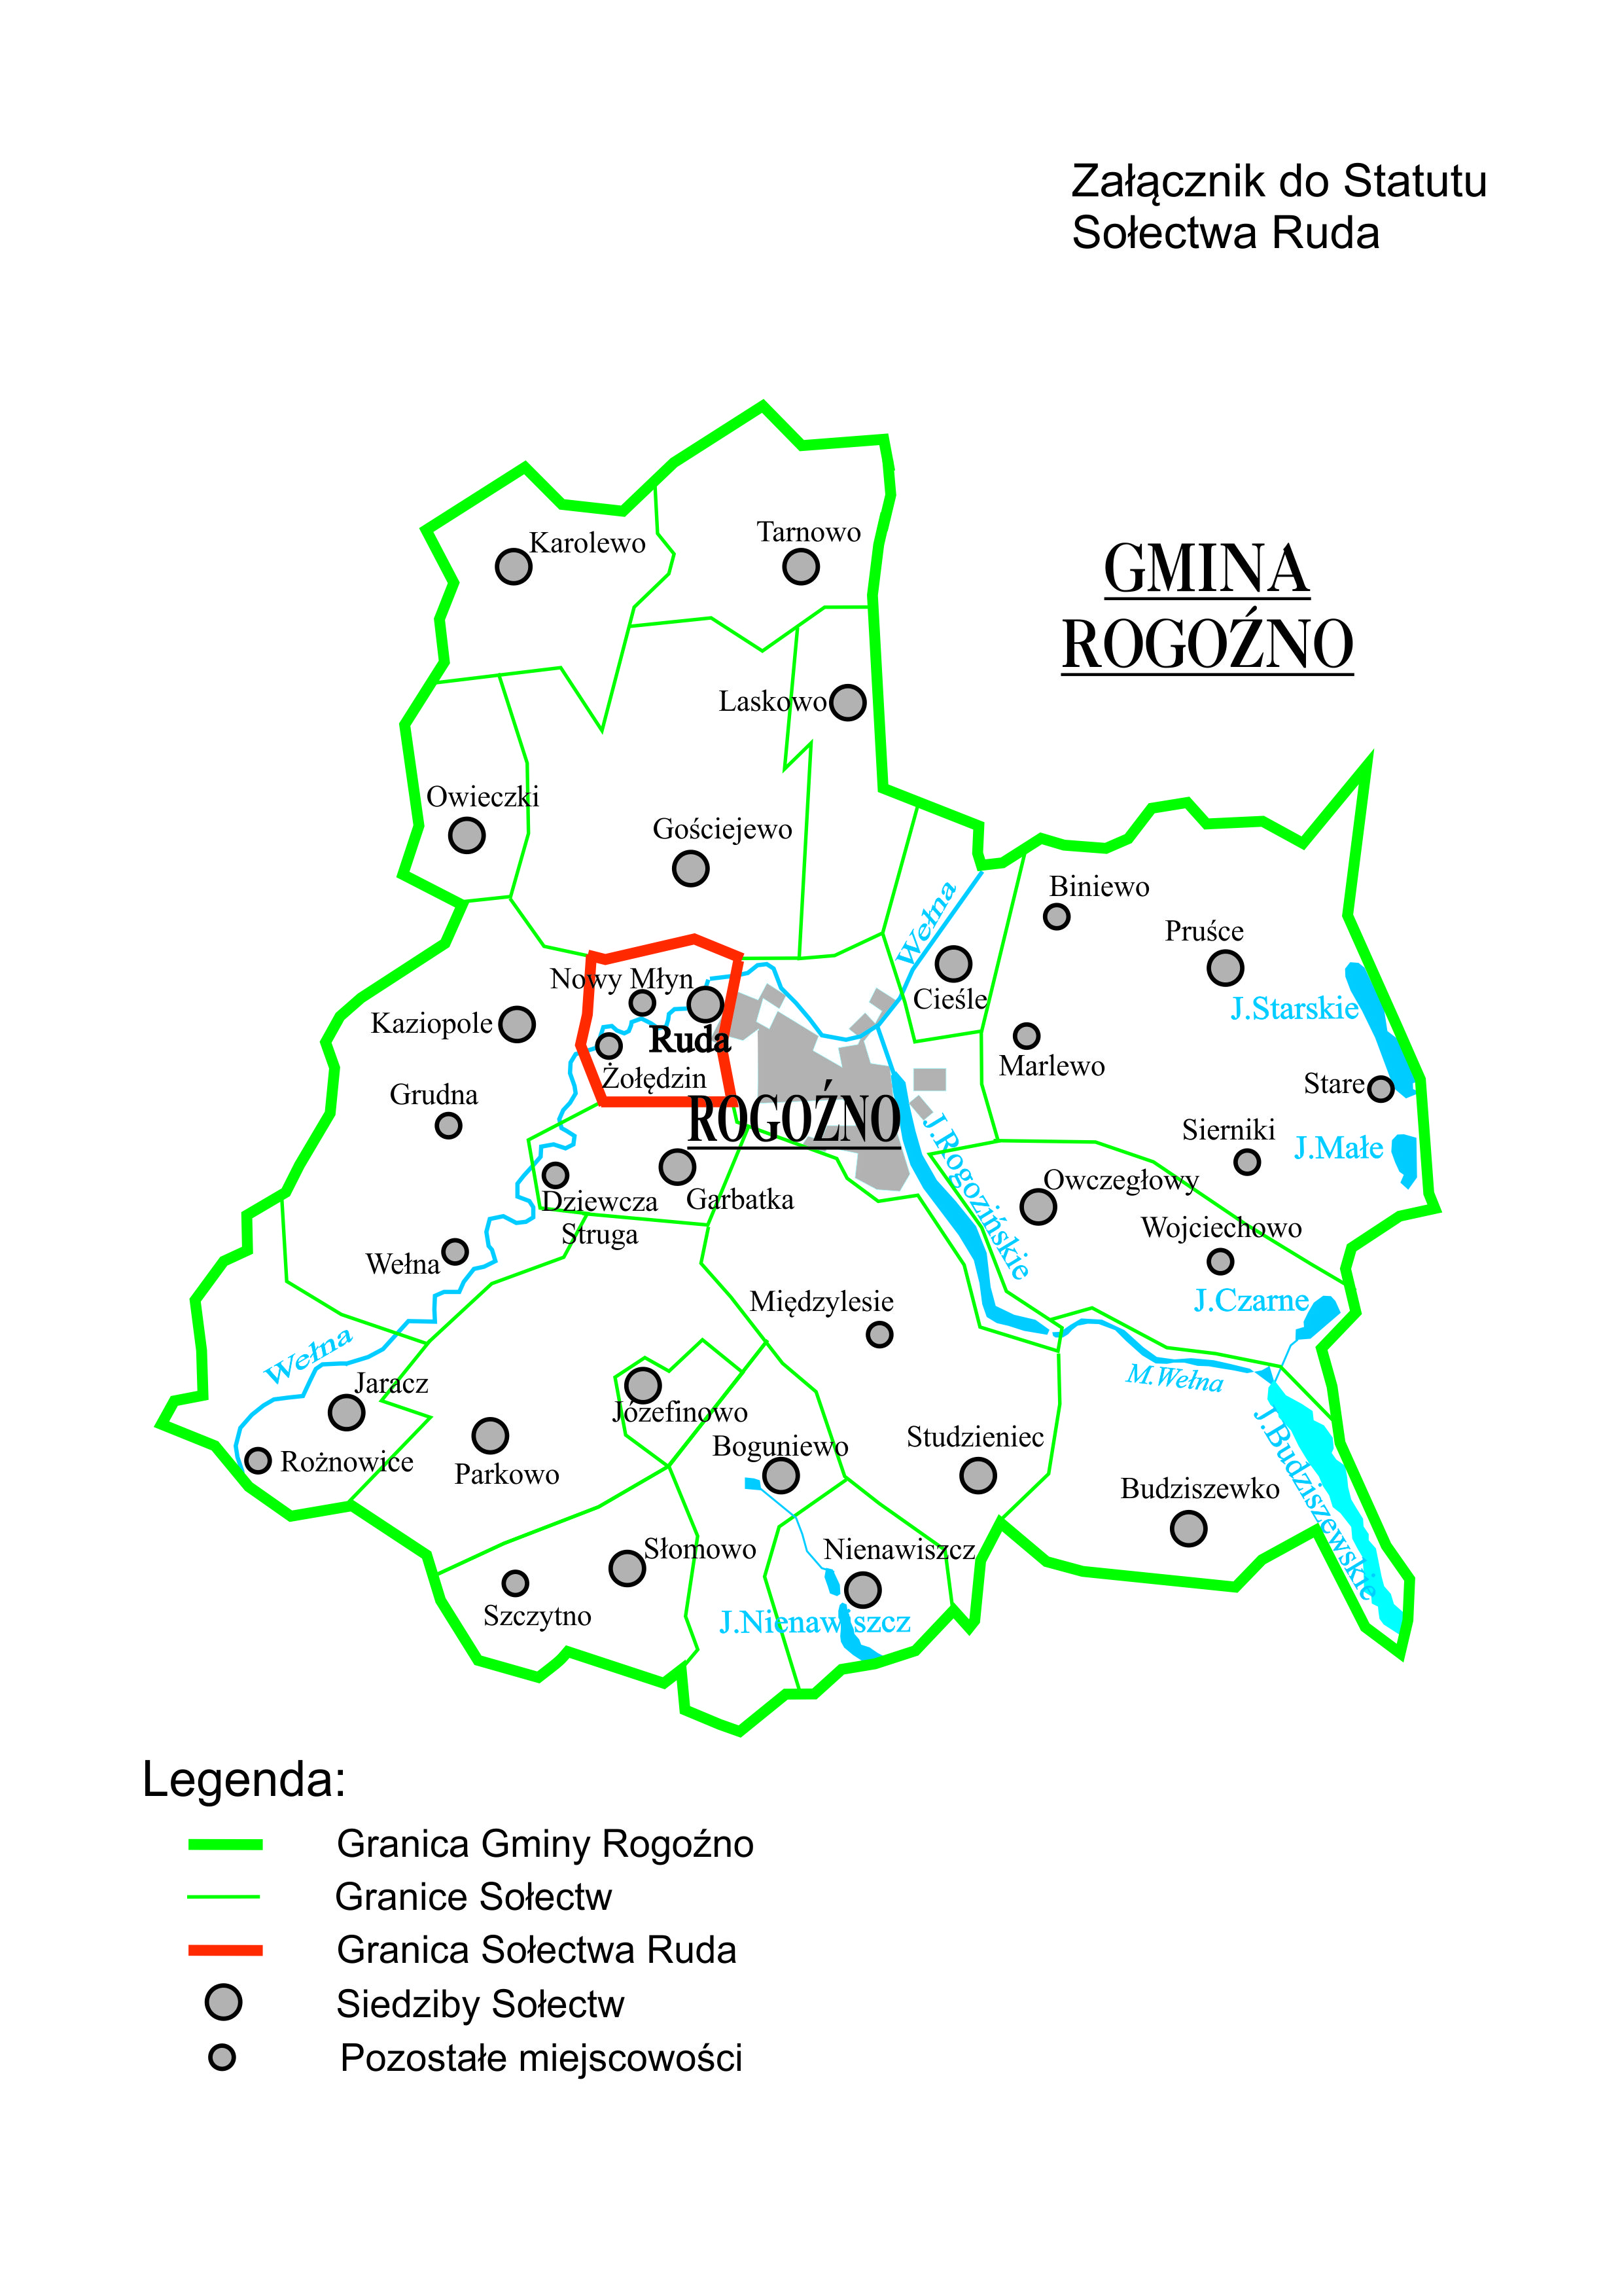 Załącznik do Statutu
Sołectwa Ruda
GMINA
ROGOŹNO
Karolewo
Tarnowo
Laskowo
Owieczki
Gościejewo
Wełna
Biniewo
Pruśce
Nowy Młyn
Cieśle
J.Starskie
Kaziopole
Ruda
Marlewo
Żołędzin
Stare
Grudna
ROGOŹNO
J.Rogozińskie
Sierniki
J.Małe
Owczegłowy
Dziewcza
Struga
Garbatka
Wojciechowo
Wełna
J.Czarne
Międzylesie
Wełna
M.Wełna
Jaracz
Józefinowo
J.Budziszewskie
Boguniewo
Studzieniec
Rożnowice
Parkowo
Budziszewko
Słomowo
Nienawiszcz
Szczytno
J.Nienawiszcz
Legenda:
Granica Gminy Rogoźno
Granice Sołectw
Granica Sołectwa Ruda
Siedziby Sołectw
Pozostałe miejscowości